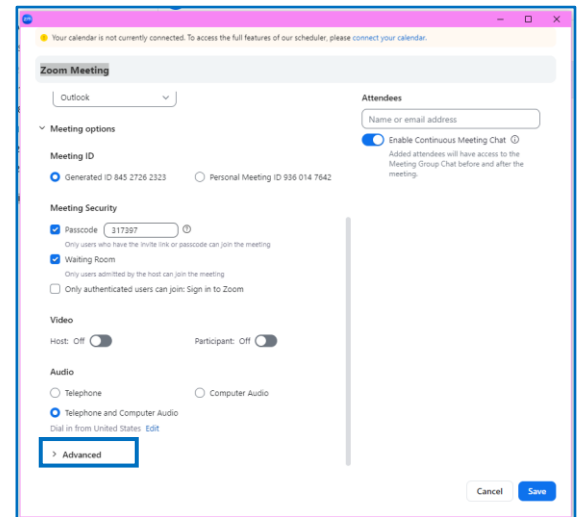 Your calendar is not currently connected. To access the full features of our scheduler, please connect your calendar.
Zoom Meeting
Outlook
Meeting options
Meeting ID
Generated ID 845 2726 2323
Personal Meeting ID 936 014 7642
Meeting Security
Passcode 317397
Only users who have the invite link or passcode can join the meeting
Waiting Room
Only users admitted by the host can join the meeting
Only authenticated users can join: Sign in to Zoom
Video
Host: Off
Participant: Off
Audio
Telephone
Computer Audio
Telephone and Computer Audio
Dial in from United States Edit
Advanced
Attendees
Name or email address
Enable Continuous Meeting Chat
Added attendees will have access to the
Meeting Group Chat before and after the
meeting.
Cancel
Save